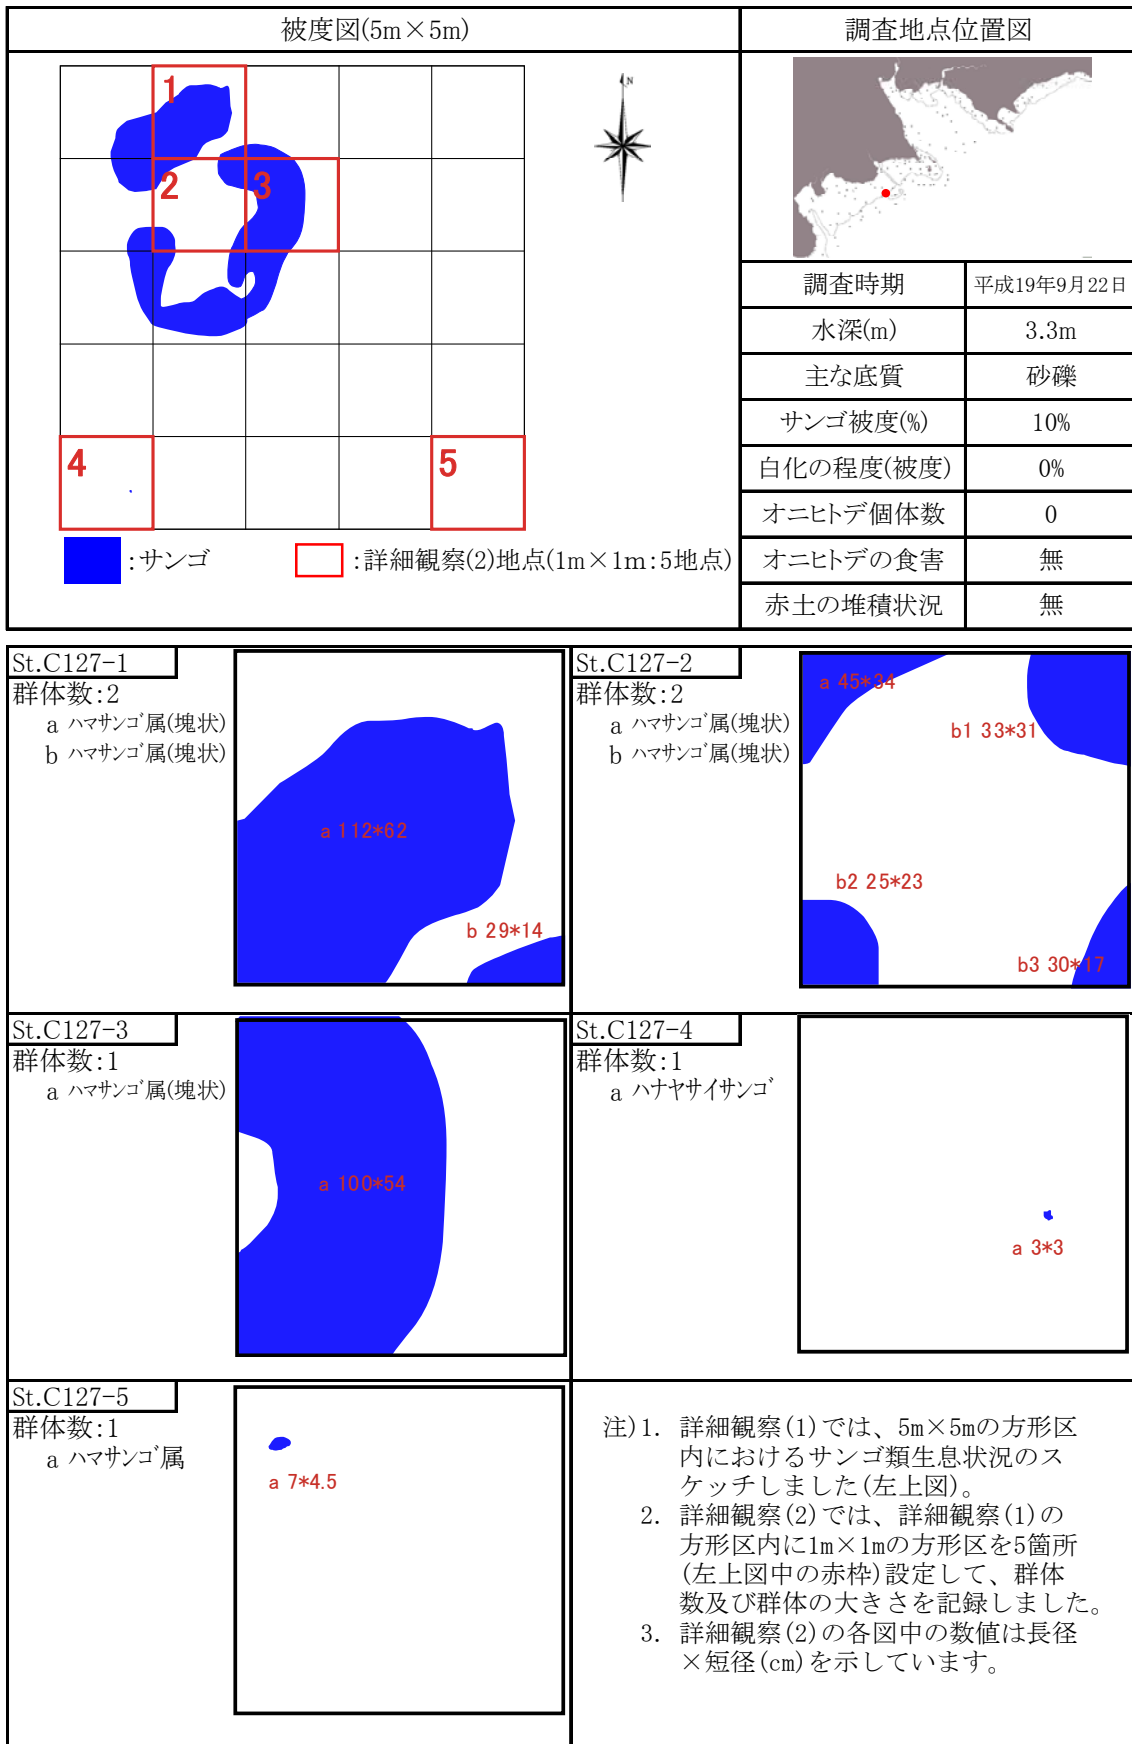 被度図(5m×5m)
調査地点位置図
1
2
3
4
5
N
:サンゴ
:詳細観察(2)地点(1m×1m:5地点)
調査時期 平成19年9月22日
水深(m) 3.3m
主な底質 砂礫
サンゴ被度(%) 10%
白化の程度(被度) 0%
オニヒトデ個体数 0
オニヒトデの食害 無
赤土の堆積状況 無
St.C127-1
群体数:2
a ハマサンゴ属(塊状)
b ハマサンゴ属(塊状)
a 112*62
b 29*14
St.C127-2
群体数:2
a ハマサンゴ属(塊状)
b ハマサンゴ属(塊状)
a 45*34
b1 33*31
b2 25*23
b3 30*17
St.C127-3
群体数:1
a ハマサンゴ属(塊状)
a 100*54
St.C127-4
群体数:1
a ハナヤサイサンゴ
a 3*3
St.C127-5
群体数:1
a ハマサンゴ属
a 7*4.5
注)1. 詳細観察(1)では、5m×5mの方形区
内におけるサンゴ類生息状況のス
ケッチしました(左上図)。
2. 詳細観察(2)では、詳細観察(1)の
方形区内に1m×1mの方形区を5箇所
(左上図中の赤枠)設定して、群体
数及び群体の大きさを記録しました。
3. 詳細観察(2)の各図中の数値は長径
×短径(cm)を示しています。